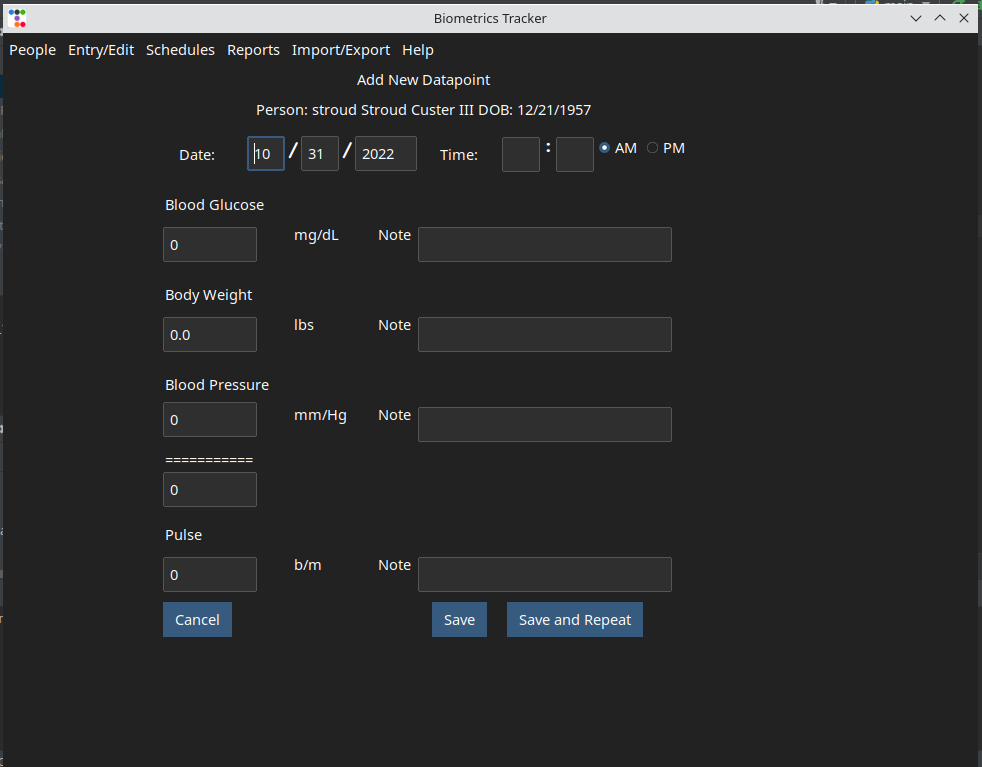 Biometrics Tracker
People Entry/Edit Schedules Reports Import/Export Help
Add New Datapoint
Person: stroud Stroud Custer III DOB: 12/21/1957
Date: 10 / 31 / 2022 Time: : AM PM
Blood Glucose
0 mg/dL Note
Body Weight
0.0 lbs Note
Blood Pressure
0 mm/Hg Note
===========
0
Pulse
0 b/m Note
Cancel Save Save and Repeat